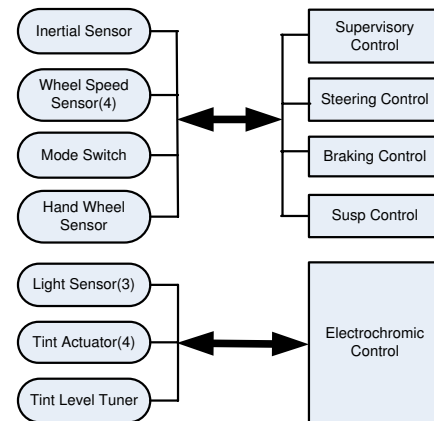 Inertial Sensor
Wheel Speed
Sensor(4)
Mode Switch
Hand Wheel
Sensor
Supervisory
Control
Steering Control
Braking Control
Susp Control
Light Sensor(3)
Tint Actuator(4)
Tint Level Tuner
Electrochromic
Control